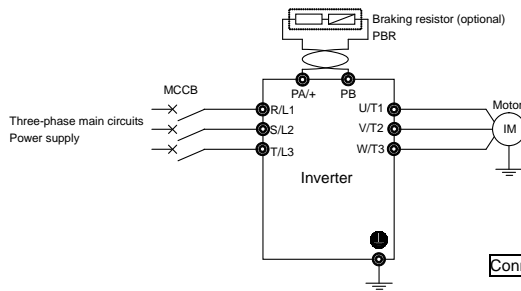 Braking resistor (optional)
PBR
MCCB
PA/+
PB
Three-phase main circuits
Power supply
R/L1
S/L2
T/L3
U/T1
V/T2
W/T3
Motor
IM
Inverter